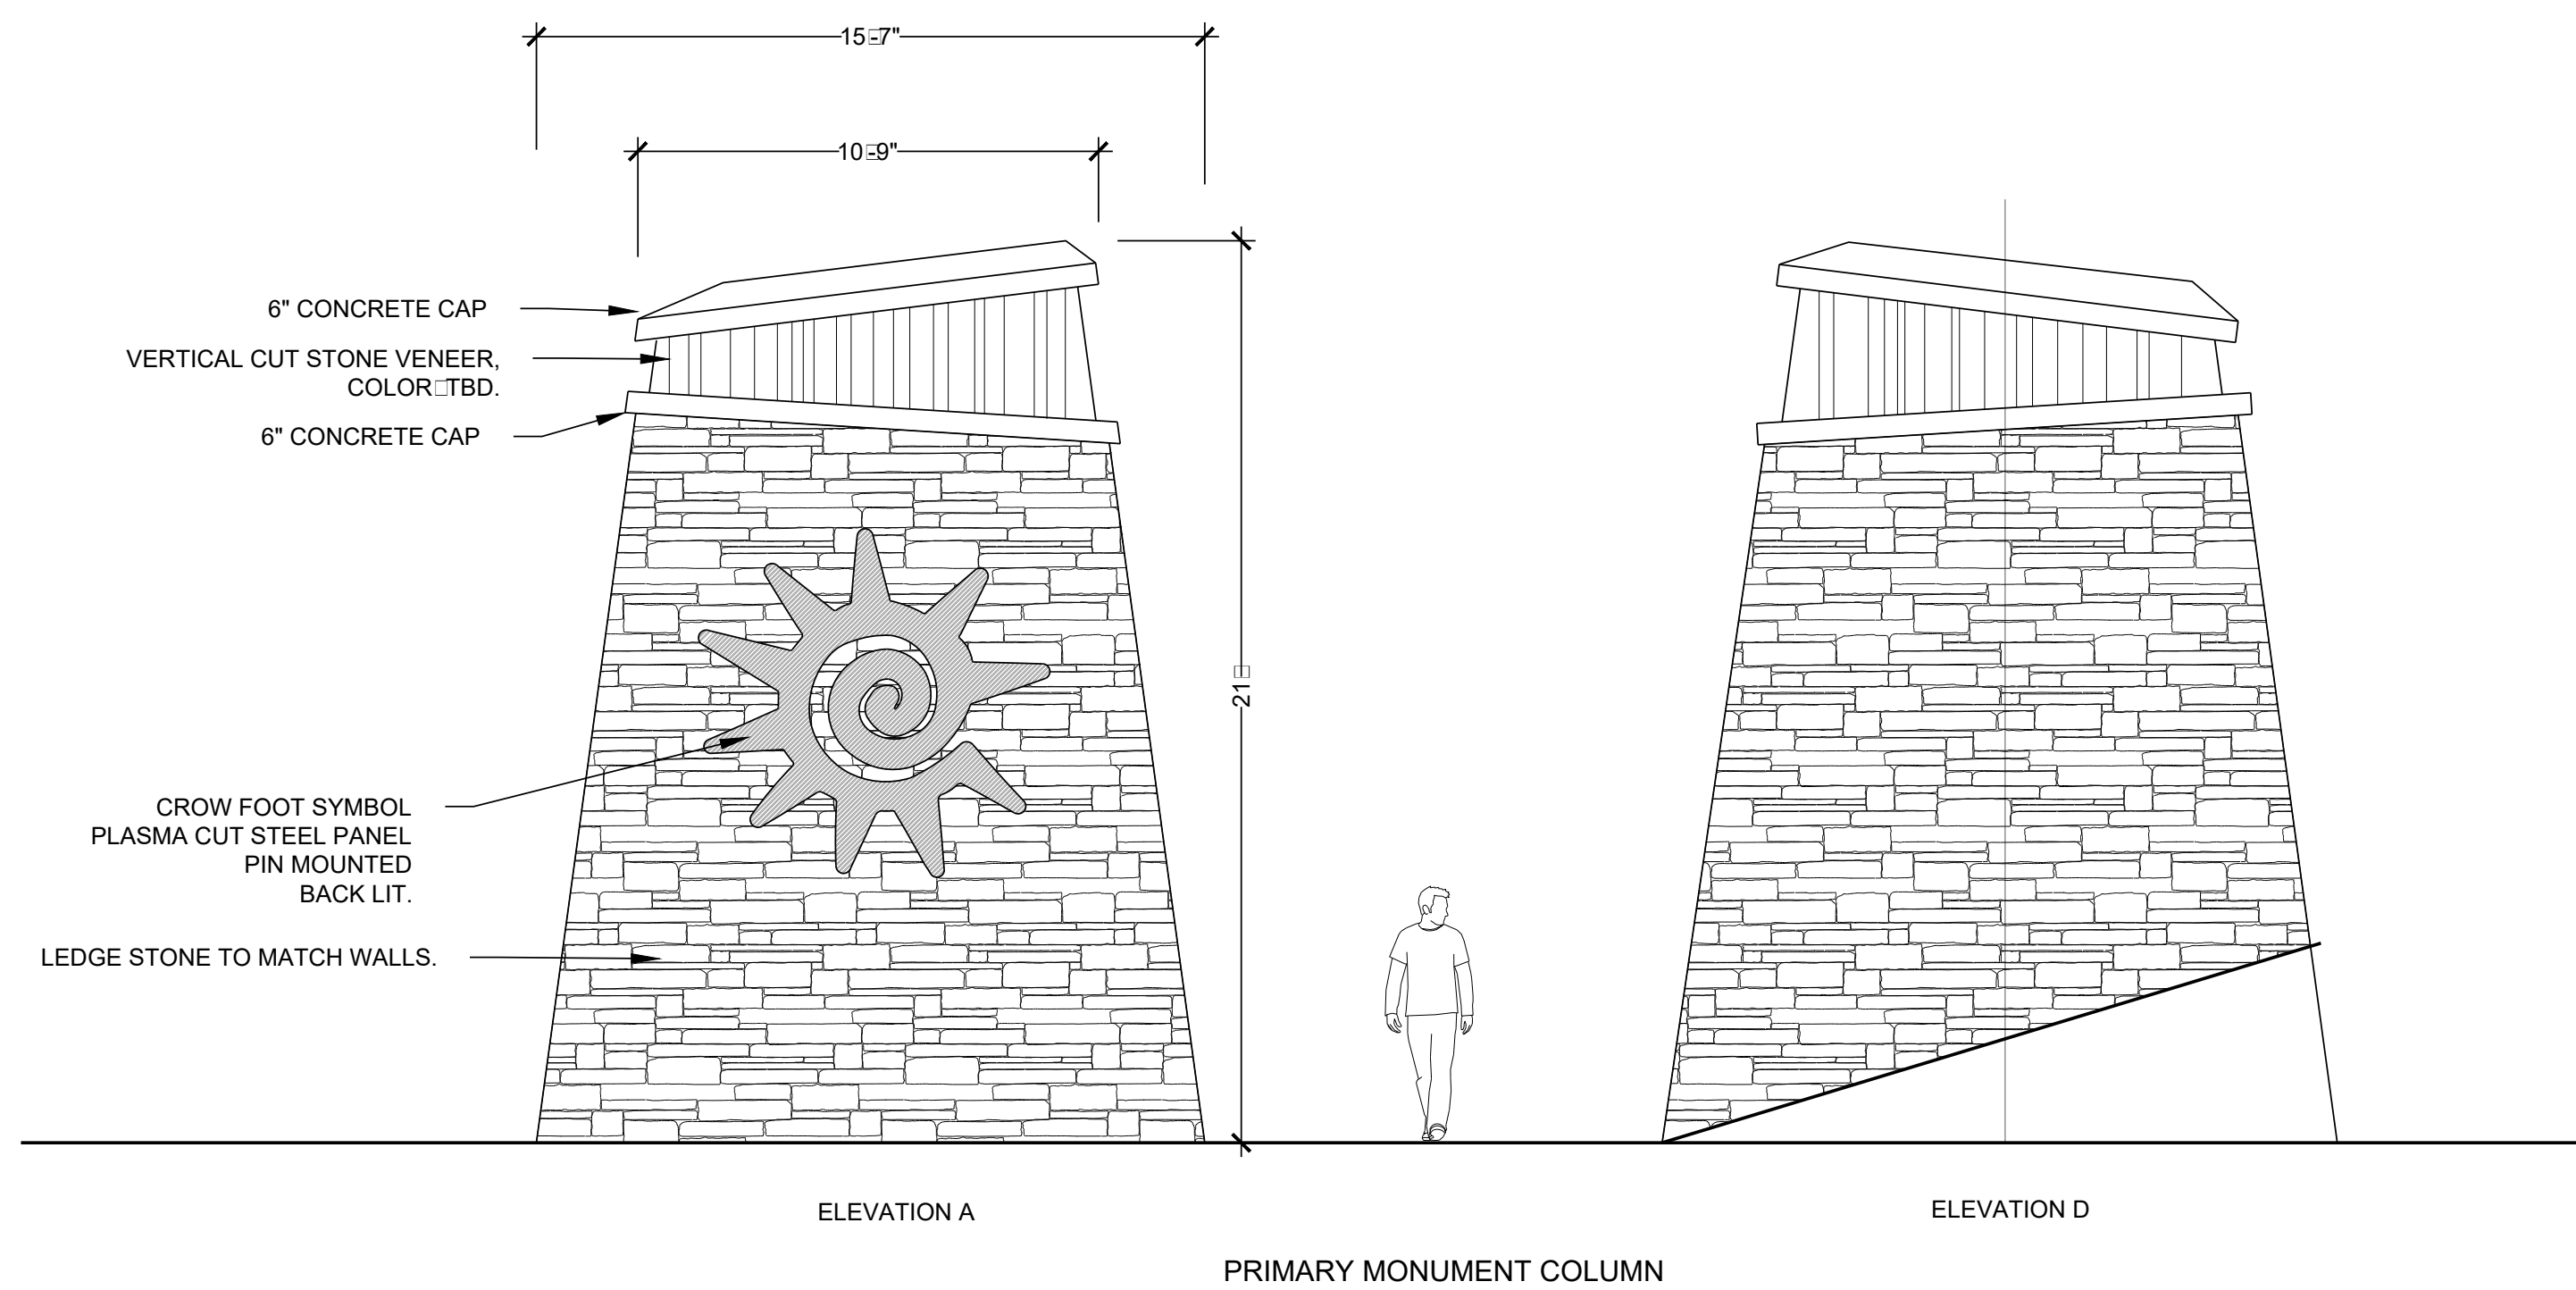 15□-7"
10□-9"
6" CONCRETE CAP
VERTICAL CUT STONE VENEER,
COLOR□TBD.
6" CONCRETE CAP
21□
CROW FOOT SYMBOL
PLASMA CUT STEEL PANEL
PIN MOUNTED
BACK LIT.
LEDGE STONE TO MATCH WALLS.
ELEVATION A
ELEVATION D
PRIMARY MONUMENT COLUMN